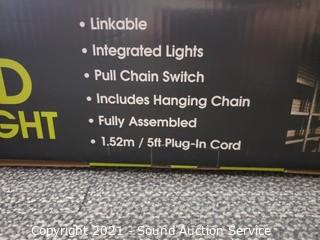 • Linkable
• Integrated Lights
• Pull Chain Switch
• Includes Hanging Chain
• Fully Assembled
• 1.52m / 5ft Plug-In Cord
D
GHT
Copyright 2021 - Sound Auction Service